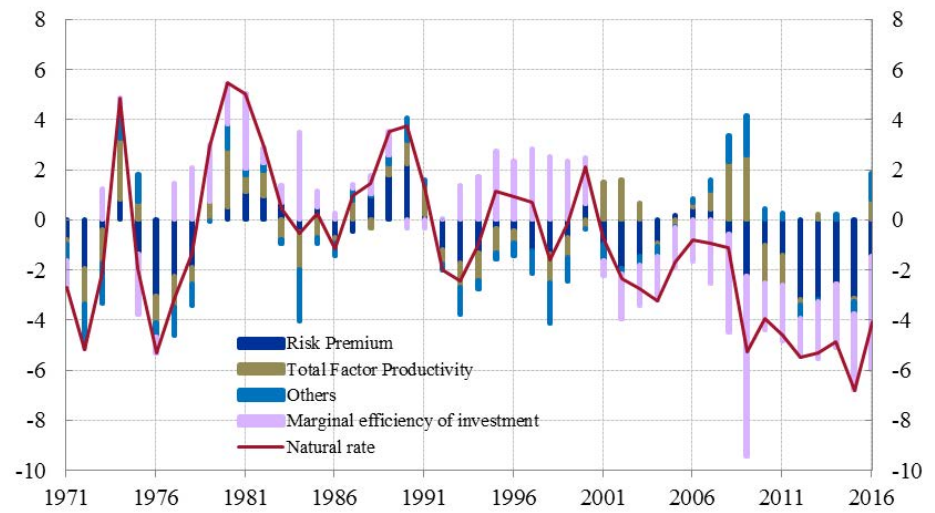 8 8
6 6
4 4
2 2
0 0
-2 -2
-4 -4
Risk Premium
-6 Total Factor Productivity -6
Others
-8 Marginal efficiency of investment -8
Natural rate
-10 -10
1971 1976 1981 1986 1991 1996 2001 2006 2011 2016